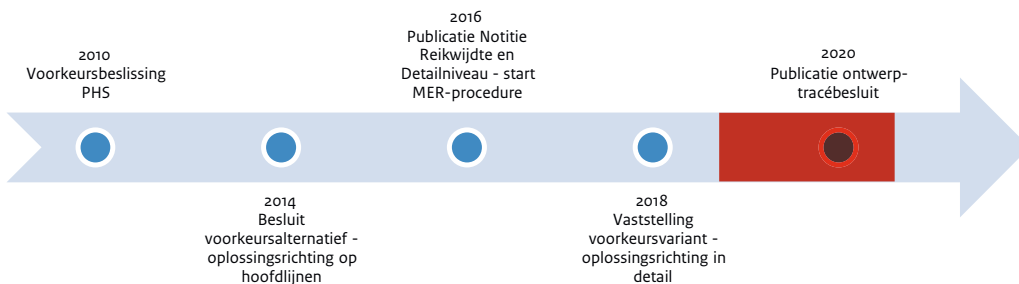 2010
Voorkeursbeslissing
PHS
2014
Besluit
voorkeursalternatief -
oplossingsrichting op
hoofdlijnen
2016
Publicatie Notitie
Reikwijdte en
Detailniveau - start
MER-procedure
2018
Vaststelling
voorkeursvariant -
oplossingsrichting in
detail
2020
Publicatie ontwerp-
tracébesluit